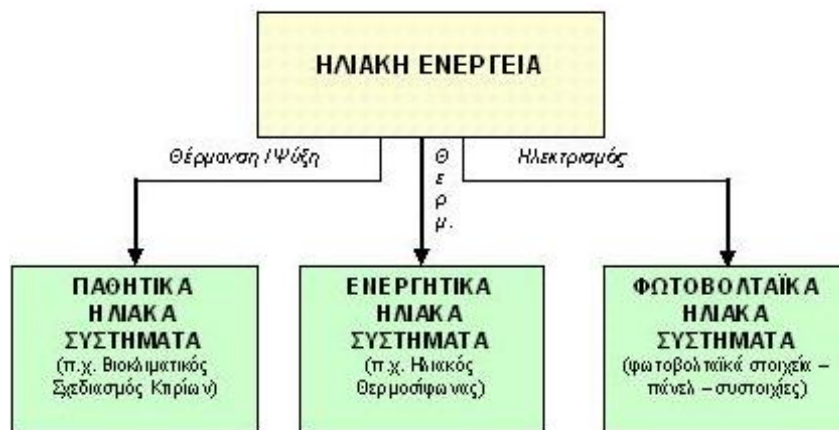 ΗΛΙΑΚΗ ΕΝΕΡΓΕΙΑ
Θέρμανση /Ψύξη
Θερμ.
Ηλεκτρισμός
ΠΑΘΗΤΙΚΑ
ΗΛΙΑΚΑ
ΣΥΣΤΗΜΑΤΑ
(π.χ. Βιοκλιματικός
Σχεδιασμός Κτιρίων)
ΕΝΕΡΓΗΤΙΚΑ
ΗΛΙΑΚΑ
ΣΥΣΤΗΜΑΤΑ
(π.χ. Ηλιακός
Θερμοσίφωνας)
ΦΩΤΟΒΟΛΤΑΪΚΑ
ΗΛΙΑΚΑ
ΣΥΣΤΗΜΑΤΑ
(φωτοβολταϊκά στοιχεία –
πάνελ – συστοιχίες)